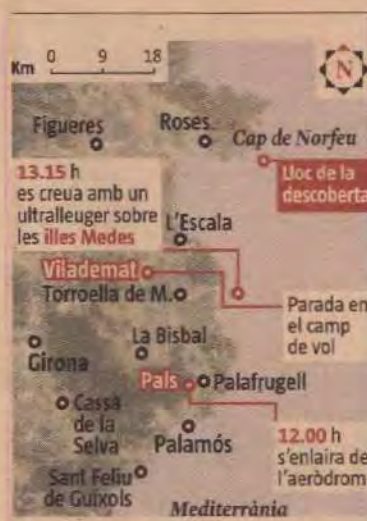 Km 0 9 18
N
Figueres
Roses
Cap de Norfeu
13.15 h
es creua amb un
ultralleuger sobre
les illes Medes
Lloc de la
descoberta
L'Escala
Vilademat
Torroella de M.
Parada en
el camp
de vol
La Bisbal
Girona
Pals
Palafrugell
Cassà
de la
Selva
Palamós
12.00 h
s'enlaira de
l'aeròdrom
Sant Feliu
de Guíxols
Mediterrània